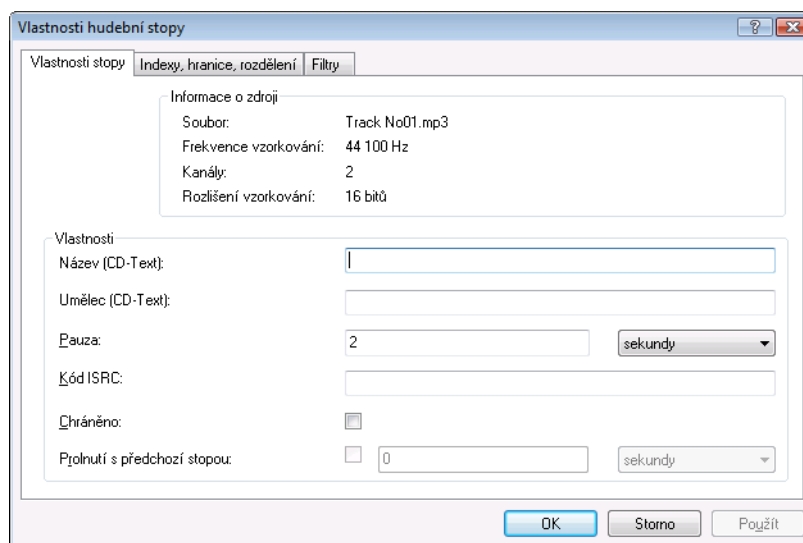 Vlastnosti hudební stopy
Vlastnosti stopy Indexy, hranice, rozdělení Filtry
Informace o zdroji
Soubor: Track No01.mp3
Frekvence vzorkování: 44 100 Hz
Kanály: 2
Rozlišení vzorkování: 16 bitů
Vlastnosti
Název (CD-Text):
Umělec (CD-Text):
Pauza: 2 sekundy
Kód ISRC:
Chráněno:
Prolnutí s předchozí stopou: 0 sekundy
OK Storno Použít